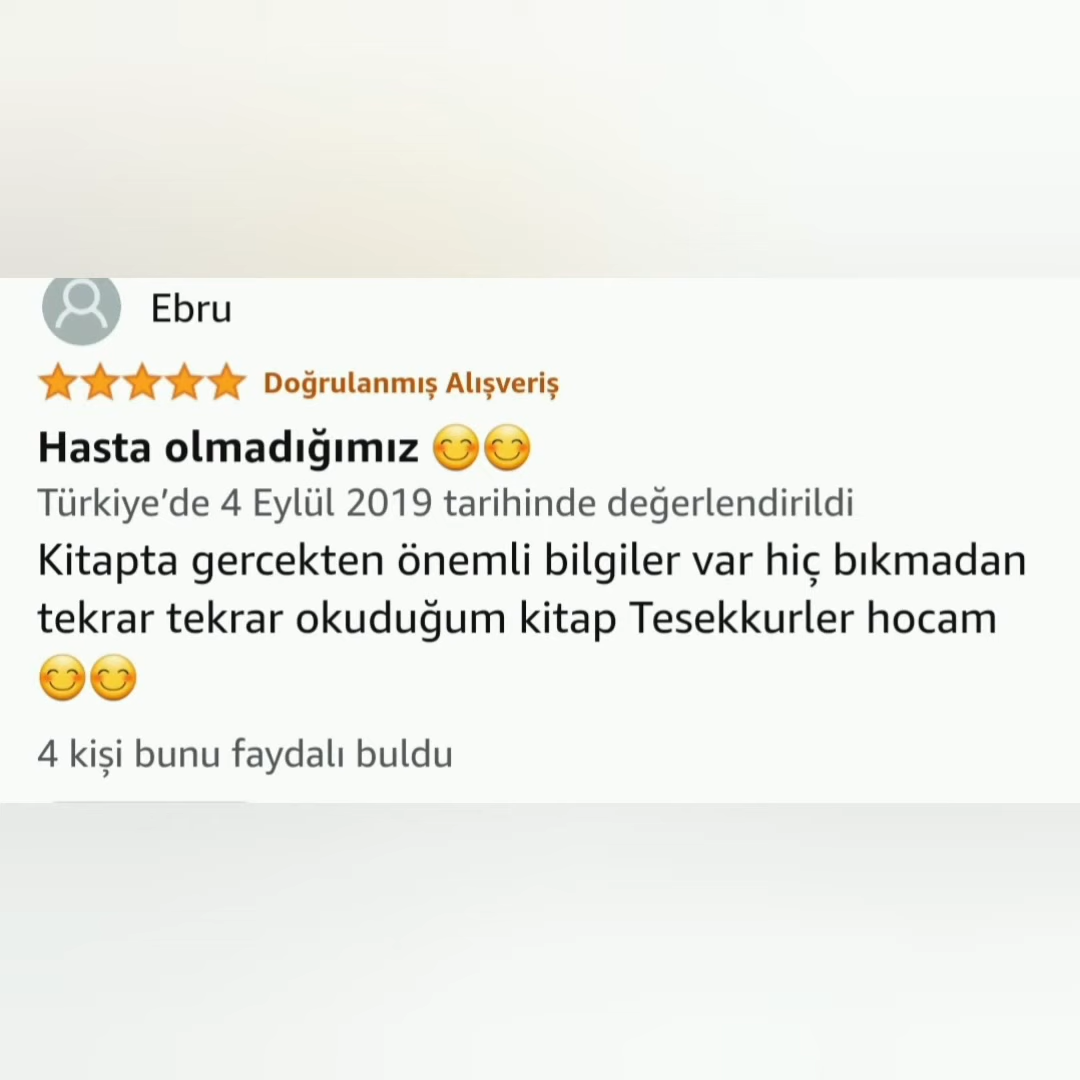 Ebru
Doğrulanmış Alışveriş
Hasta olmadığımız 😊😊
Türkiye'de 4 Eylül 2019 tarihinde değerlendirildi
Kitapta gercekten önemli bilgiler var hiç bıkmadan
tekrar tekrar okuduğum kitap Tesekkurler hocam
😊😊
4 kişi bunu faydalı buldu